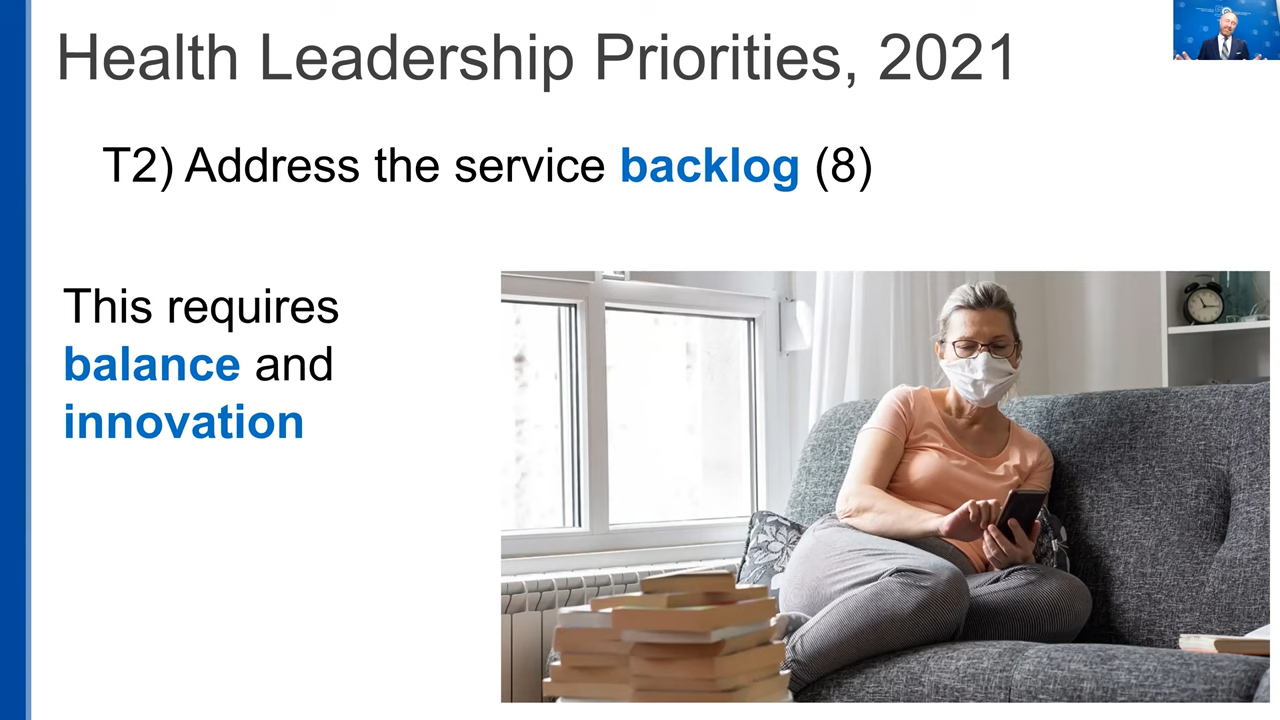 Health Leadership Priorities, 2021
T2) Address the service backlog (8)
This requires
balance and
innovation